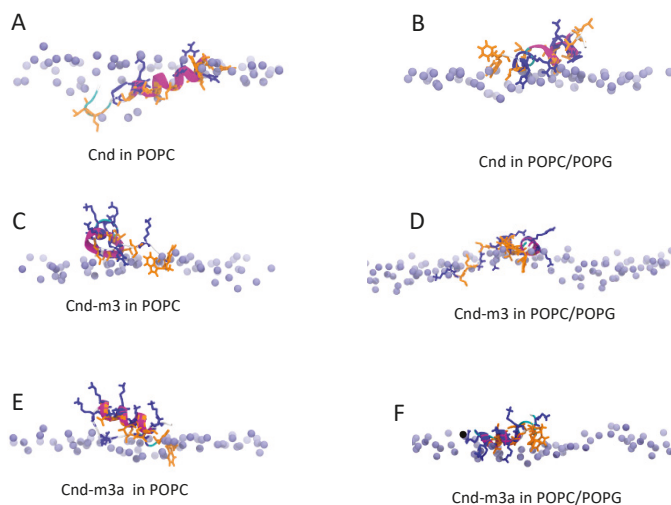 A
B
Cnd in POPC
Cnd in POPC/POPG
C
D
Cnd-m3 in POPC
Cnd-m3 in POPC/POPG
E
F
Cnd-m3a in POPC
Cnd-m3a in POPC/POPG